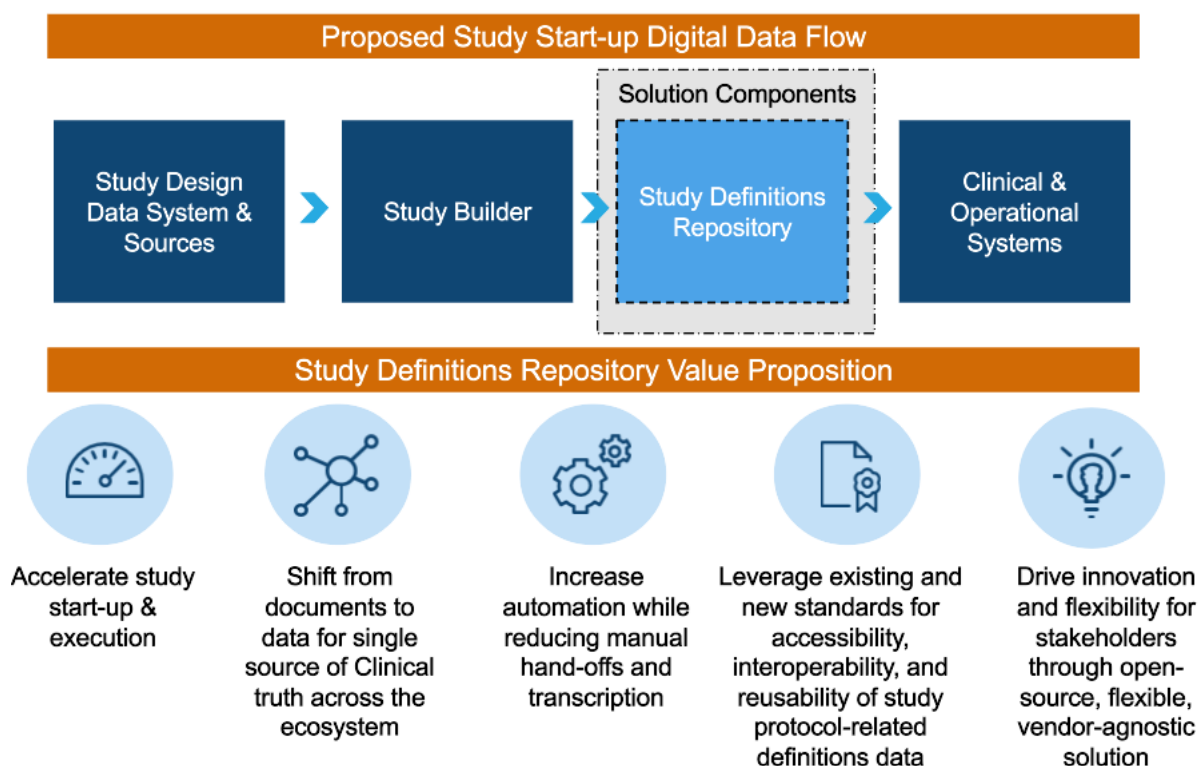 Proposed Study Start-up Digital Data Flow
Solution Components
Study Design
Data System &
Sources
Study Builder
Study Definitions
Repository
Clinical &
Operational
Systems
Study Definitions Repository Value Proposition
Accelerate study
start-up &
execution
Shift from
documents to
data for single
source of Clinical
truth across the
ecosystem
Increase
automation while
reducing manual
hand-offs and
transcription
Leverage existing and
new standards for
accessibility,
interoperability, and
reusability of study
protocol-related
definitions data
Drive innovation
and flexibility for
stakeholders
through open-
source, flexible,
vendor-agnostic
solution